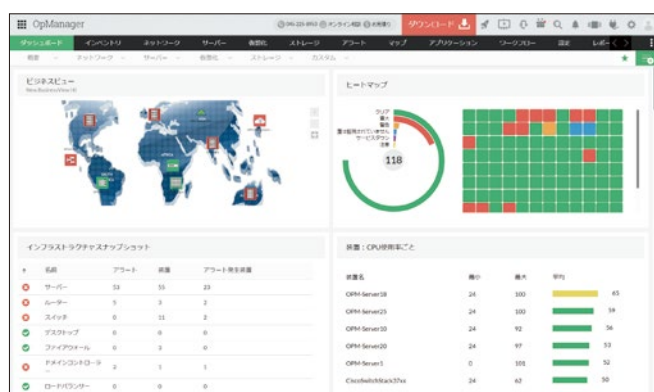 OpManager
ダウンロード
ダッシュボード インベントリ ネットワーク サーバー 仮想化 ストレージ アラート マップ アプリケーション ワークフロー 設定 レポー
概要 ネットワーク サーバー 仮想化 ストレージ カスタム
ビジネスビュー
ヒートマップ
クリア
重大
警告
サービスダウン
注意
118
インフラストラクチャスナップショット
名前 アラート 装置 アラート発生装置
サーバー 53 55 23
ルーター 5 3 2
スイッチ 0 11 2
デスクトップ 0 0 0
ファイアウォール 0 3 0
ドメインコントローラ 1 1
ロードバランサー 0 0 0
装置：CPU使用率ごと
装置名 最小 最大 平均
OPM-Server18 24 100 65
OPM-Server25 24 100 59
OPM-Server10 24 92 56
OPM-Server20 24 97 53
OPM-Server1 0 101 52
24 62 50